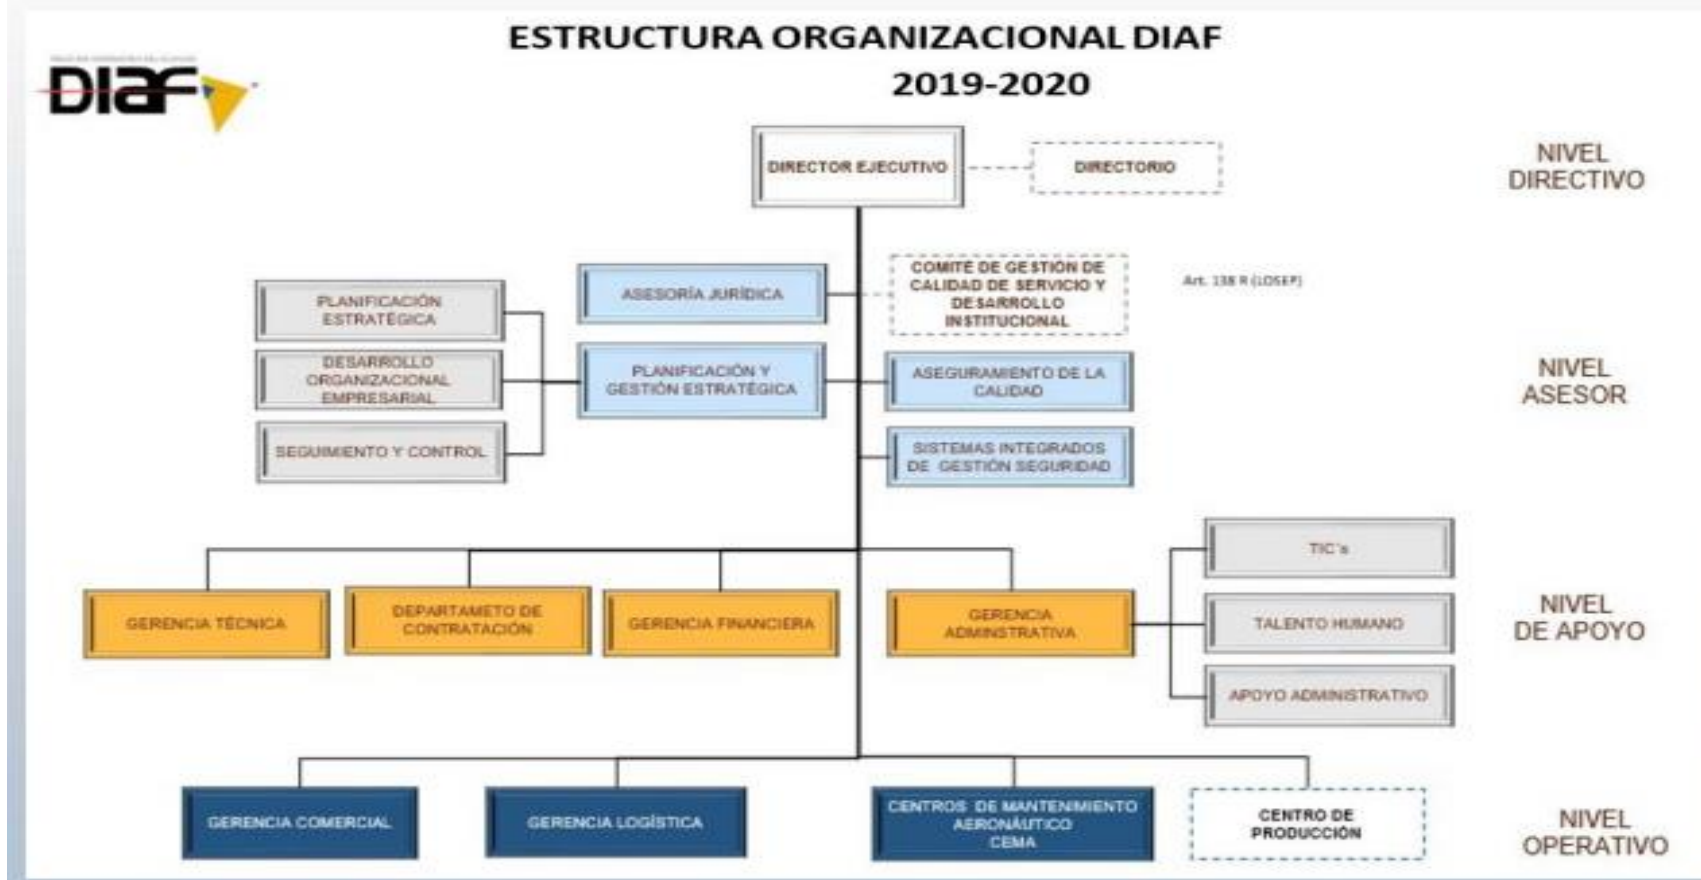 ESTRUCTURA ORGANIZACIONAL DIAF
2019-2020
DIAF
DIRECTOR EJECUTIVO
DIRECTORIO
NIVEL
DIRECTIVO
ASESORÍA JURÍDICA
COMITÉ DE GESTIÓN DE
CALIDAD DE SERVICIO Y
DESARROLLO
INSTITUCIONAL
Art. 138 R (LOSEP)
PLANIFICACIÓN
ESTRATÉGICA
DESARROLLO
ORGANIZACIONAL
EMPRESARIAL
SEGUIMIENTO Y CONTROL
PLANIFICACIÓN Y
GESTIÓN ESTRATÉGICA
ASEGURAMIENTO DE LA
CALIDAD
SISTEMAS INTEGRADOS
DE GESTIÓN SEGURIDAD
NIVEL
ASESOR
GERENCIA TÉCNICA
DEPARTAMETO DE
CONTRATACIÓN
GERENCIA FINANCIERA
GERENCIA
ADMINSTRATIVA
TIC´s
TALENTO HUMANO
APOYO ADMINISTRATIVO
NIVEL
DE APOYO
GERENCIA COMERCIAL
GERENCIA LOGÍSTICA
CENTROS DE MANTENIMIENTO
AERONÁUTICO
CEMA
CENTRO DE
PRODUCCIÓN
NIVEL
OPERATIVO